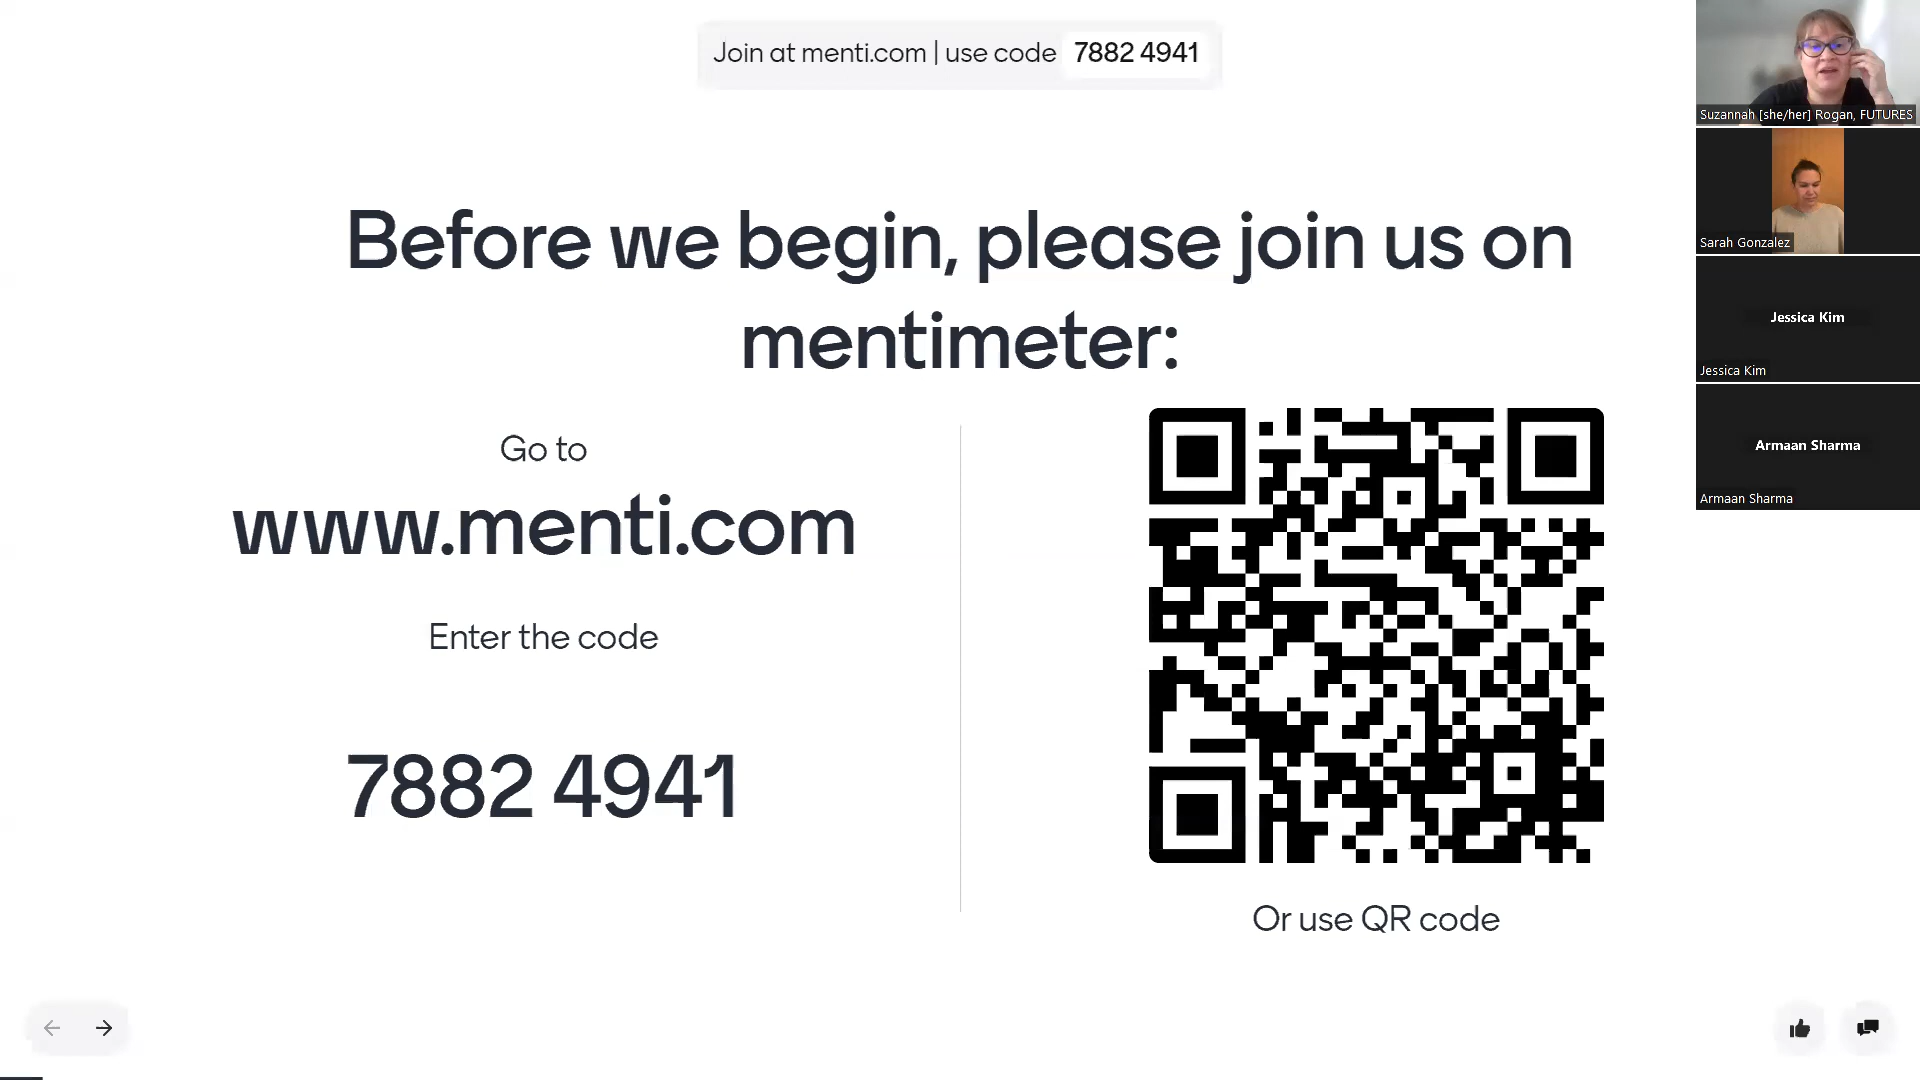 Join at menti.com | use code 7882 4941
Before we begin, please join us on
mentimeter:
Go to
www.menti.com
Enter the code
7882 4941
Or use QR code
Suzannah [she/her] Rogan, FUTURES
Sarah Gonzalez
Jessica Kim
Jessica Kim
Armaan Sharma
Armaan Sharma